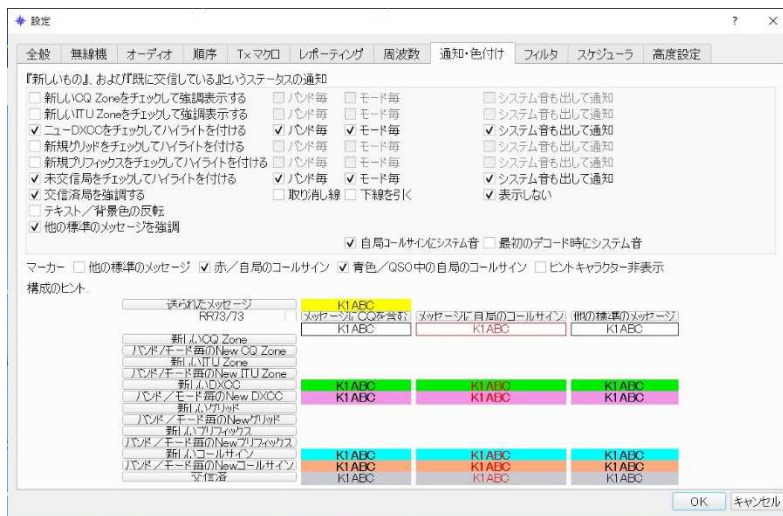 設定
? ×
全般 無線機 オーディオ 順序 Txマクロ レポーティング 周波数 通知・色付け フィルタ スケジューラ 高度設定
『新しいもの』、および『既に交信している』というステータスの通知
新しいCQ Zoneをチェックして強調表示する バンド毎 モード毎 システム音も出して通知
新しいITU Zoneをチェックして強調表示する バンド毎 モード毎 システム音も出して通知
ニューDXCCをチェックしてハイライトを付ける バンド毎 モード毎 システム音も出して通知
新規グリッドをチェックしてハイライトを付ける バンド毎 モード毎 システム音も出して通知
新規プリフィックスをチェックしてハイライトを付ける バンド毎 モード毎 システム音も出して通知
未交信局をチェックしてハイライトを付ける バンド毎 モード毎 システム音も出して通知
交信済局を強調する 取り消し線 下線を引く 表示しない
テキスト/背景色の反転
他の標準のメッセージを強調
自局コールサインにシステム音 最初のデコード時にシステム音
マーカー 他の標準のメッセージ 赤/自局のコールサイン 青色/QSO中の自局のコールサイン ヒントキャラクター非表示
構成のヒント
送られたメッセージ K1ABC
RR73/73 メッセージにCQを含む メッセージに自局のコールサイン 他の標準のメッセージ
K1ABC K1ABC K1ABC
新しいCQ Zone
バンド/モード毎のNew CQ Zone
新しいITU Zone
バンド/モード毎のNew ITU Zone
新しいDXCC K1ABC K1ABC K1ABC
バンド/モード毎のNew DXCC K1ABC K1ABC K1ABC
新しいグリッド
バンド/モード毎のNewグリッド
新しいプリフィックス
バンド/モード毎のNewプリフィックス
新しいコールサイン K1ABC K1ABC K1ABC
バンド/モード毎のNewコールサイン K1ABC K1ABC K1ABC
交信済 K1ABC K1ABC K1ABC
OK キャンセル